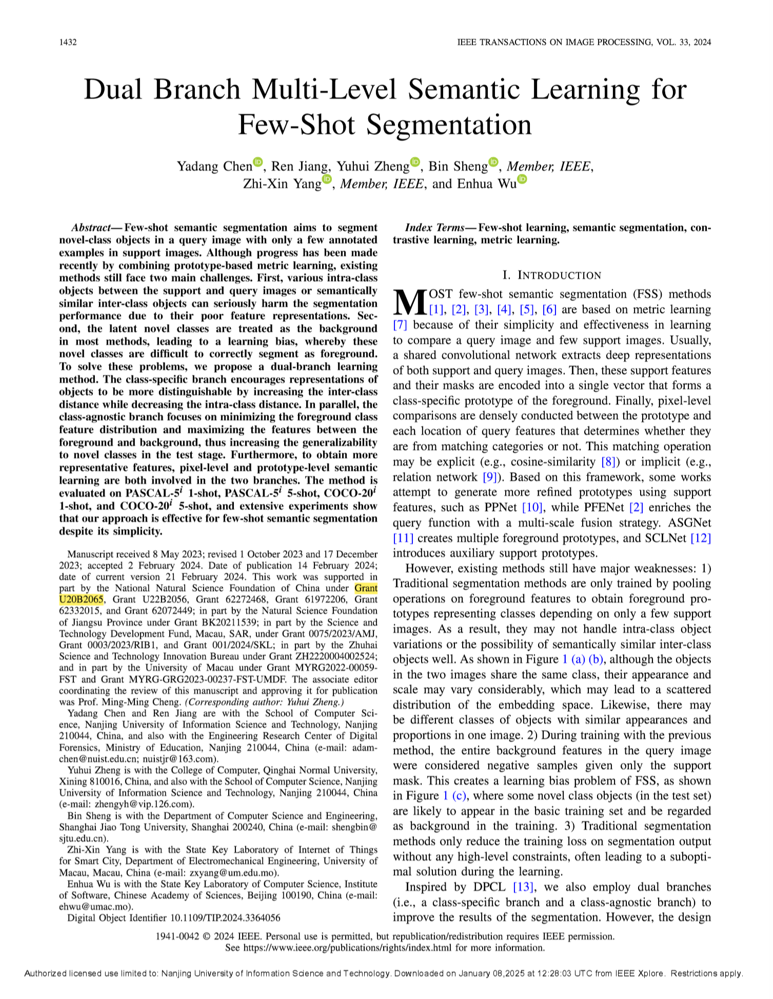 1432
IEEE TRANSACTIONS ON IMAGE PROCESSING, VOL. 33, 2024
Dual Branch Multi-Level Semantic Learning for
Few-Shot Segmentation
Yadang Chen, Ren Jiang, Yuhui Zheng, Bin Sheng, Member, IEEE,
Zhi-Xin Yang, Member, IEEE, and Enhua Wu
Abstract—Few-shot semantic segmentation aims to segment
novel-class objects in a query image with only a few annotated
examples in support images. Although progress has been made
recently by combining prototype-based metric learning, existing
methods still face two main challenges. First, various intra-class
objects between the support and query images or semantically
similar inter-class objects can seriously harm the segmentation
performance due to their poor feature representations. Sec-
ond, the latent novel classes are treated as the background
in most methods, leading to a learning bias, whereby these
novel classes are difficult to correctly segment as foreground.
To solve these problems, we propose a dual-branch learning
method. The class-specific branch encourages representations of
objects to be more distinguishable by increasing the inter-class
distance while decreasing the intra-class distance. In parallel, the
class-agnostic branch focuses on minimizing the foreground class
feature distribution and maximizing the features between the
foreground and background, thus increasing the generalizability
to novel classes in the test stage. Furthermore, to obtain more
representative features, pixel-level and prototype-level semantic
learning are both involved in the two branches. The method is
evaluated on PASCAL-5i 1-shot, PASCAL-5i 5-shot, COCO-20i
1-shot, and COCO-20i 5-shot, and extensive experiments show
that our approach is effective for few-shot semantic segmentation
despite its simplicity.
Manuscript received 8 May 2023; revised 1 October 2023 and 17 December
2023; accepted 2 February 2024. Date of publication 14 February 2024;
date of current version 21 February 2024. This work was supported in
part by the National Natural Science Foundation of China under Grant
U20B2065, Grant U22B2056, Grant 62272468, Grant 61972206, Grant
62332015, and Grant 62072449; in part by the Natural Science Foundation
of Jiangsu Province under Grant BK20211539; in part by the Science and
Technology Development Fund, Macau, SAR, under Grant 0075/2023/AMJ,
Grant 0003/2023/RIB1, and Grant 001/2024/SKL; in part by the Zhuhai
Science and Technology Innovation Bureau under Grant ZH2220004002524;
and in part by the University of Macau under Grant MYRG2022-00059-
FST and Grant MYRG-GRG2023-00237-FST-UMDF. The associate editor
coordinating the review of this manuscript and approving it for publication
was Prof. Ming-Ming Cheng. (Corresponding author: Yuhui Zheng.)
Yadang Chen and Ren Jiang are with the School of Computer Sci-
ence, Nanjing University of Information Science and Technology, Nanjing
210044, China, and also with the Engineering Research Center of Digital
Forensics, Ministry of Education, Nanjing 210044, China (e-mail: adam-
chen@nuist.edu.cn; nuistjr@163.com).
Yuhui Zheng is with the College of Computer, Qinghai Normal University,
Xining 810016, China, and also with the School of Computer Science, Nanjing
University of Information Science and Technology, Nanjing 210044, China
(e-mail: zhengyh@vip.126.com).
Bin Sheng is with the Department of Computer Science and Engineering,
Shanghai Jiao Tong University, Shanghai 200240, China (e-mail: shengbin@
sjtu.edu.cn).
Zhi-Xin Yang is with the State Key Laboratory of Internet of Things
for Smart City, Department of Electromechanical Engineering, University of
Macau, Macau, China (e-mail: zxyang@um.edu.mo).
Enhua Wu is with the State Key Laboratory of Computer Science, Institute
of Software, Chinese Academy of Sciences, Beijing 100190, China (e-mail:
ehwu@umac.mo).
Digital Object Identifier 10.1109/TIP.2024.3364056
Index Terms—Few-shot learning, semantic segmentation, con-
trastive learning, metric learning.
I. INTRODUCTION
MOST few-shot semantic segmentation (FSS) methods
[1], [2], [3], [4], [5], [6] are based on metric learning
[7] because of their simplicity and effectiveness in learning
to compare a query image and few support images. Usually,
a shared convolutional network extracts deep representations
of both support and query images. Then, these support features
and their masks are encoded into a single vector that forms a
class-specific prototype of the foreground. Finally, pixel-level
comparisons are densely conducted between the prototype and
each location of query features that determines whether they
are from matching categories or not. This matching operation
may be explicit (e.g., cosine-similarity [8]) or implicit (e.g.,
relation network [9]). Based on this framework, some works
attempt to generate more refined prototypes using support
features, such as PPNet [10], while PFENet [2] enriches the
query function with a multi-scale fusion strategy. ASGNet
[11] creates multiple foreground prototypes, and SCLNet [12]
introduces auxiliary support prototypes.
However, existing methods still have major weaknesses: 1)
Traditional segmentation methods are only trained by pooling
operations on foreground features to obtain foreground pro-
totypes representing classes depending on only a few support
images. As a result, they may not handle intra-class object
variations or the possibility of semantically similar inter-class
objects well. As shown in Figure 1 (a) (b), although the objects
in the two images share the same class, their appearance and
scale may vary considerably, which may lead to a scattered
distribution of the embedding space. Likewise, there may
be different classes of objects with similar appearances and
proportions in one image. 2) During training with the previous
method, the entire background features in the query image
were considered negative samples given only the support
mask. This creates a learning bias problem of FSS, as shown
in Figure 1 (c), where some novel class objects (in the test set)
are likely to appear in the basic training set and be regarded
as background in the training. 3) Traditional segmentation
methods only reduce the training loss on segmentation output
without any high-level constraints, often leading to a subopti-
mal solution during the learning.
Inspired by DPCL [13], we also employ dual branches
(i.e., a class-specific branch and a class-agnostic branch) to
improve the results of the segmentation. However, the design
1941-0042 © 2024 IEEE. Personal use is permitted, but republication/redistribution requires IEEE permission.
See https://www.ieee.org/publications/rights/index.html for more information.
Authorized licensed use limited to: Nanjing University of Information Science and Technology. Downloaded on January 08,2025 at 12:28:03 UTC from IEEE Xplore. Restrictions apply.